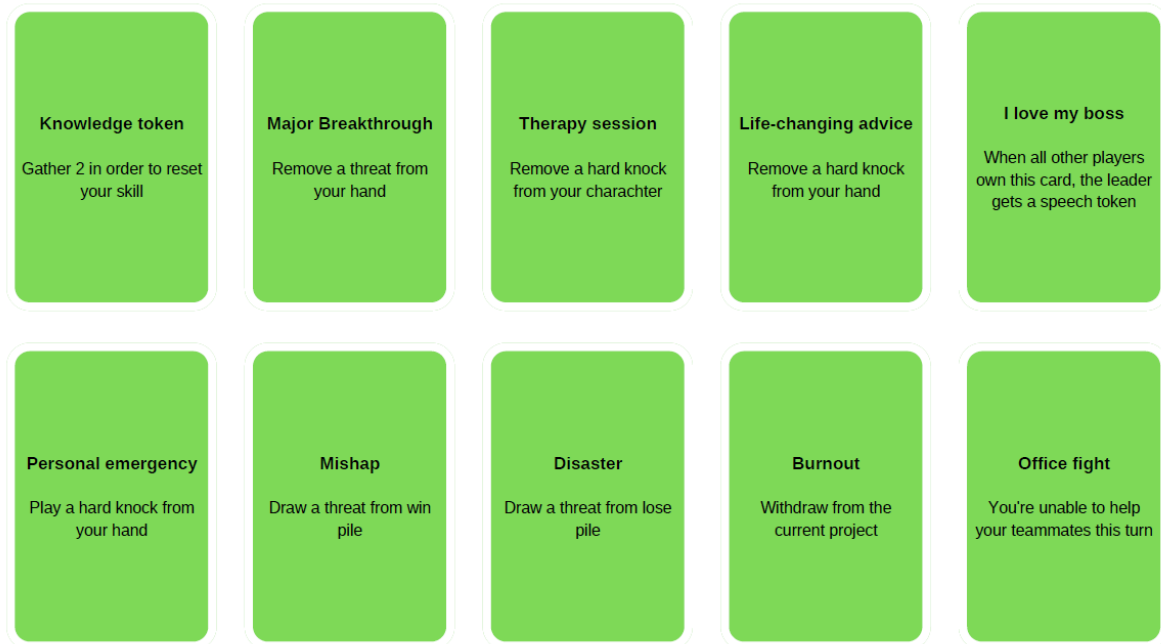 Knowledge token
Gather 2 in order to reset
your skill
Major Breakthrough
Remove a threat from
your hand
Therapy session
Remove a hard knock
from your charachter
Life-changing advice
Remove a hard knock
from your hand
I love my boss
When all other players
own this card, the leader
gets a speech token
Personal emergency
Play a hard knock from
your hand
Mishap
Draw a threat from win
pile
Disaster
Draw a threat from lose
pile
Burnout
Withdraw from the
current project
Office fight
You're unable to help
your teammates this turn